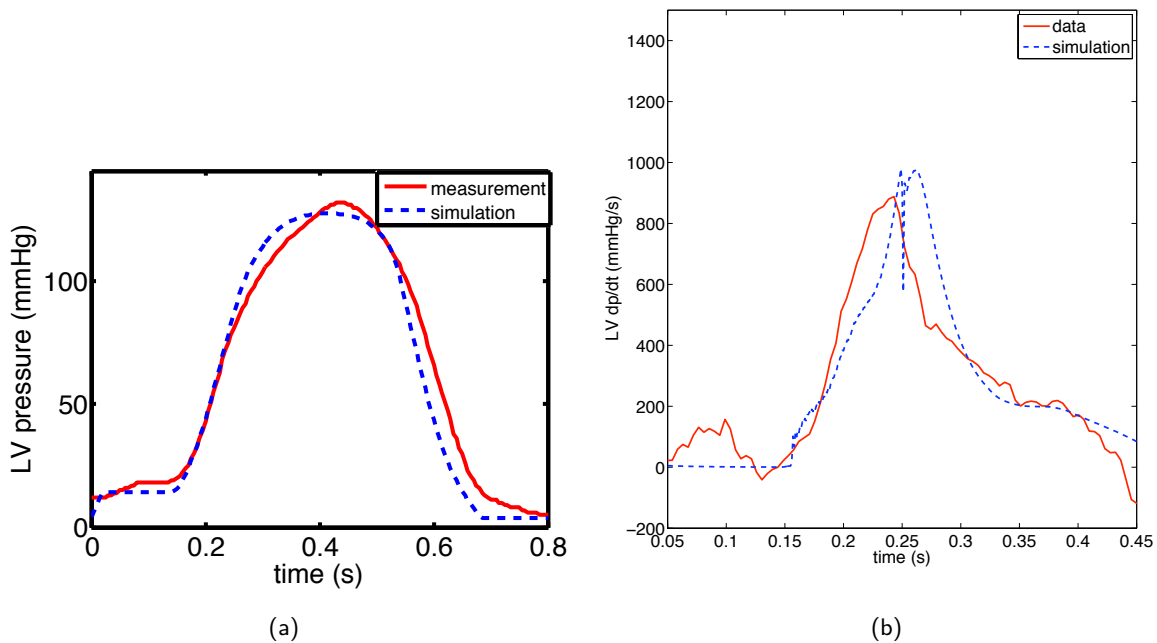 measurement
simulation
LV pressure (mmHg)
100
50
0
0 0.2 0.4 0.6 0.8
time (s)
(a)
data
simulation
LV dp/dt (mmHg/s)
1400
1200
1000
800
600
400
200
0
−200
0.05 0.1 0.15 0.2 0.25 0.3 0.35 0.4 0.45
time (s)
(b)